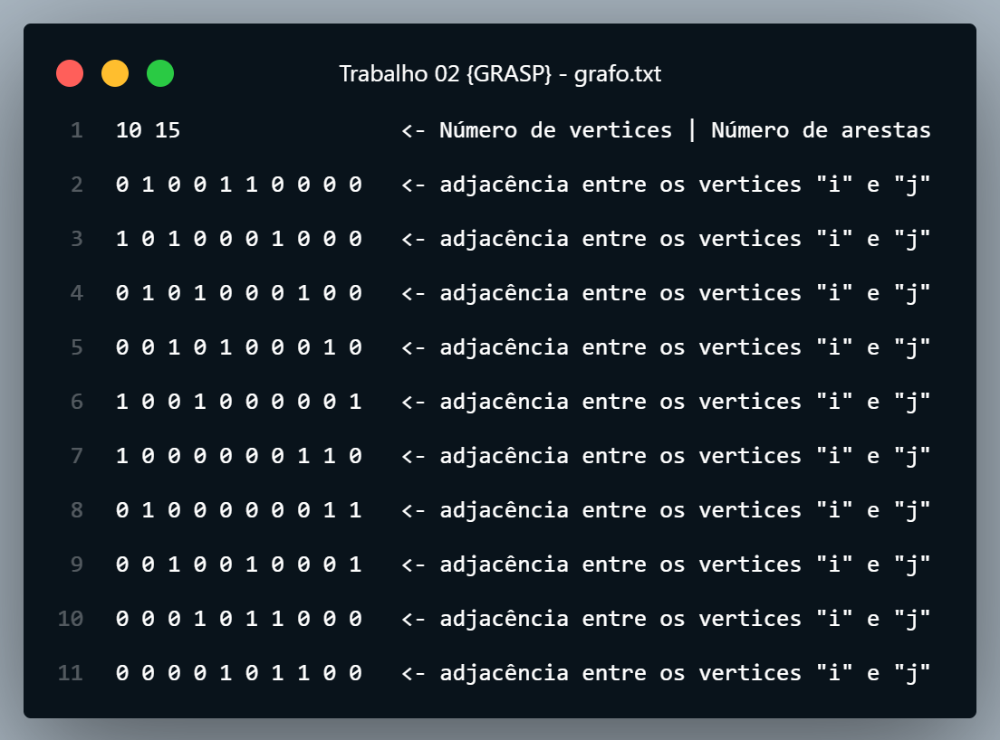 Trabalho 02 {GRASP} - grafo.txt
1 10 15 <- Número de vertices | Número de arestas
2 0 1 0 0 1 1 0 0 0 0 <- adjacência entre os vertices "i" e "j"
3 1 0 1 0 0 0 1 0 0 0 <- adjacência entre os vertices "i" e "j"
4 0 1 0 1 0 0 0 1 0 0 <- adjacência entre os vertices "i" e "j"
5 0 0 1 0 1 0 0 0 1 0 <- adjacência entre os vertices "i" e "j"
6 1 0 0 1 0 0 0 0 0 1 <- adjacência entre os vertices "i" e "j"
7 1 0 0 0 0 0 0 1 1 0 <- adjacência entre os vertices "i" e "j"
8 0 1 0 0 0 0 0 0 1 1 <- adjacência entre os vertices "i" e "j"
9 0 0 1 0 0 1 0 0 0 1 <- adjacência entre os vertices "i" e "j"
10 0 0 0 1 0 1 1 0 0 0 <- adjacência entre os vertices "i" e "j"
11 0 0 0 0 1 0 1 1 0 0 <- adjacência entre os vertices "i" e "j"